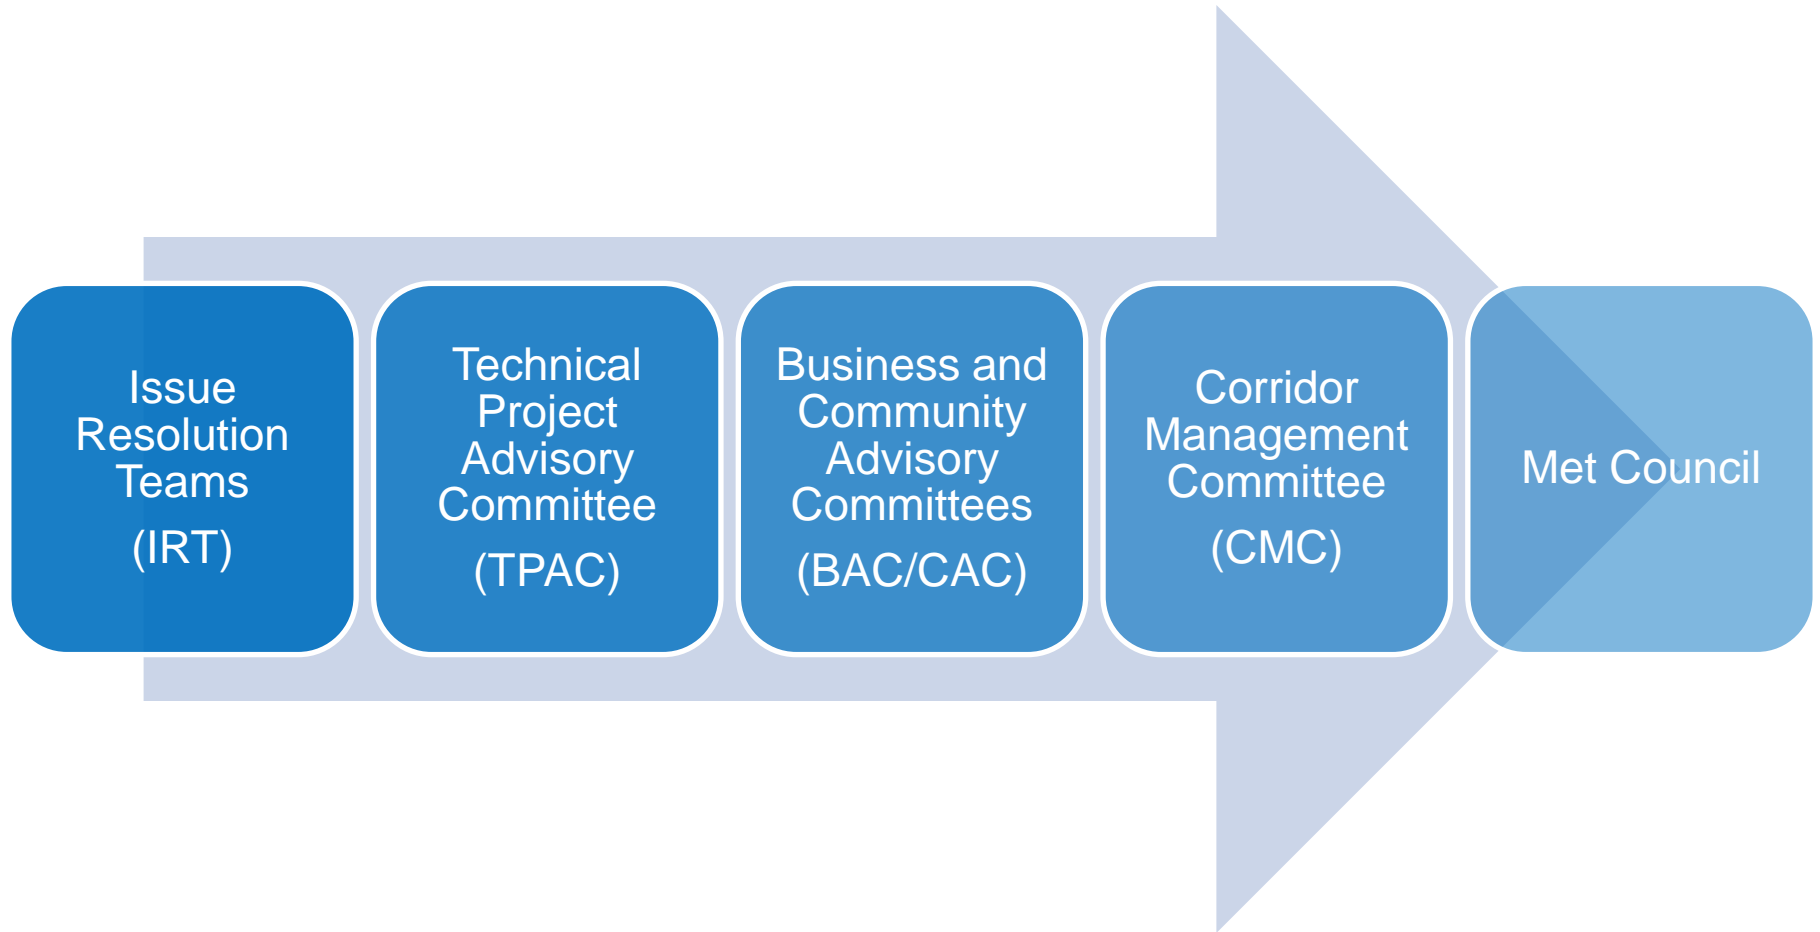 Issue
Resolution
Teams
(IRT)
Technical
Project
Advisory
Committee
(TPAC)
Business and
Community
Advisory
Committees
(BAC/CAC)
Corridor
Management
Committee
(CMC)
Met Council